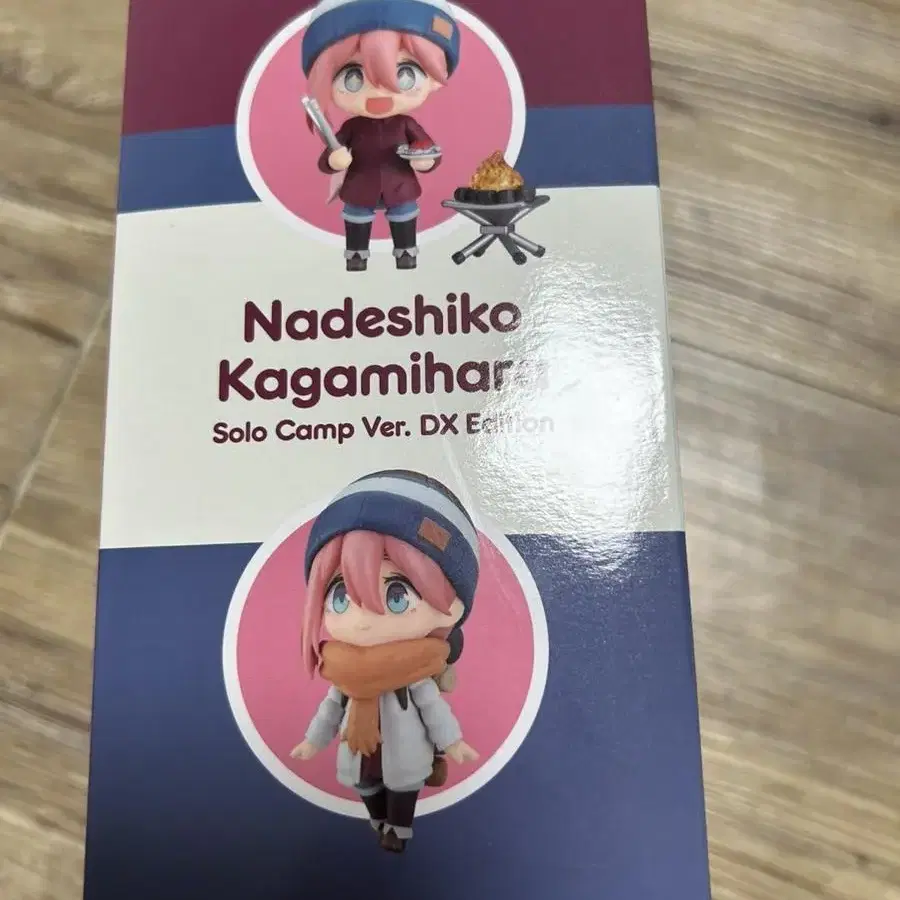 Nadeshiko
Kagamihara
Solo Camp Ver. DX Edition